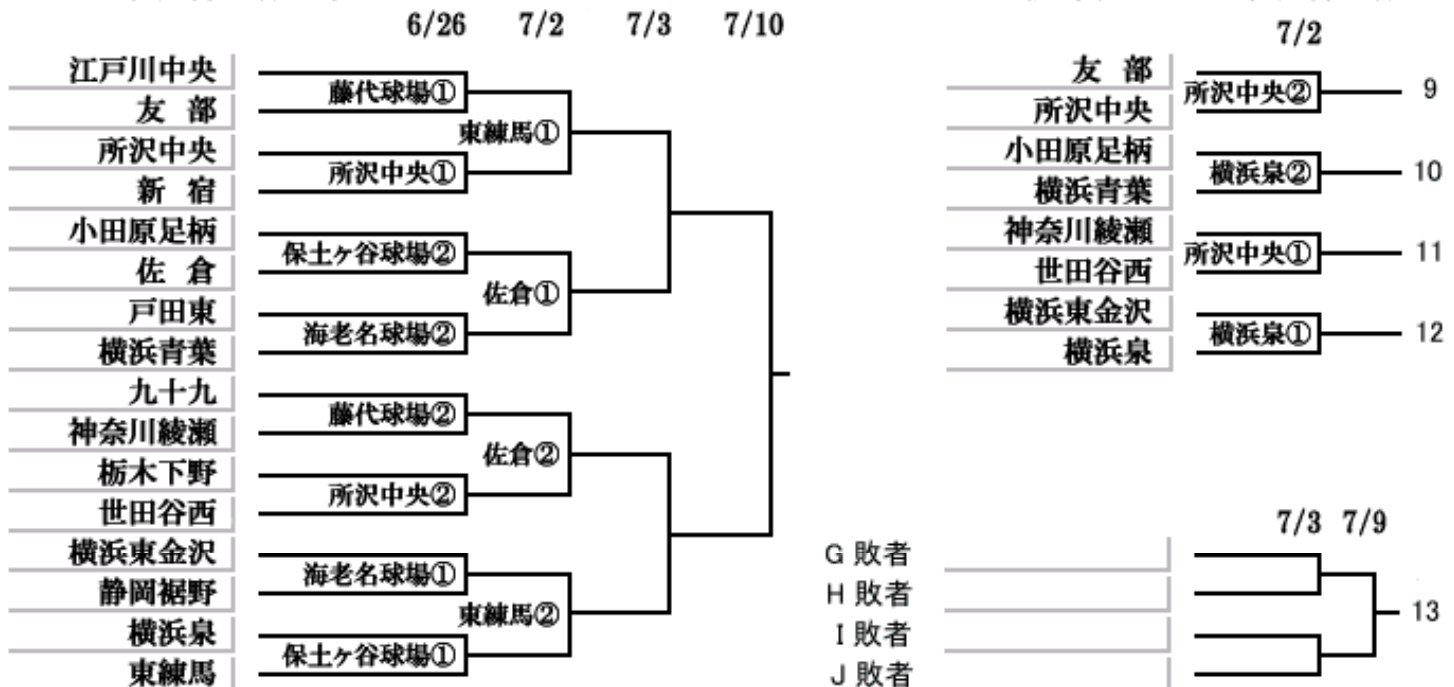 6/26 7/2 7/3 7/10
江戸川中央
藤代球場①
友 部
東練馬①
所沢中央
所沢中央①
新 宿
小田原足柄
保土ヶ谷球場②
佐 倉
佐倉①
戸田東
海老名球場②
横浜青葉
九十九
藤代球場②
神奈川綾瀬
佐倉②
栃木下野
所沢中央②
世田谷西
横浜東金沢
海老名球場①
静岡裾野
東練馬②
横浜泉
保土ヶ谷球場①
東練馬
7/2
友 部
所沢中央② 9
所沢中央
小田原足柄
横浜泉② 10
横浜青葉
神奈川綾瀬
所沢中央① 11
世田谷西
横浜東金沢
横浜泉① 12
横浜泉
7/3 7/9
G 敗者
H 敗者
13
I 敗者
J 敗者